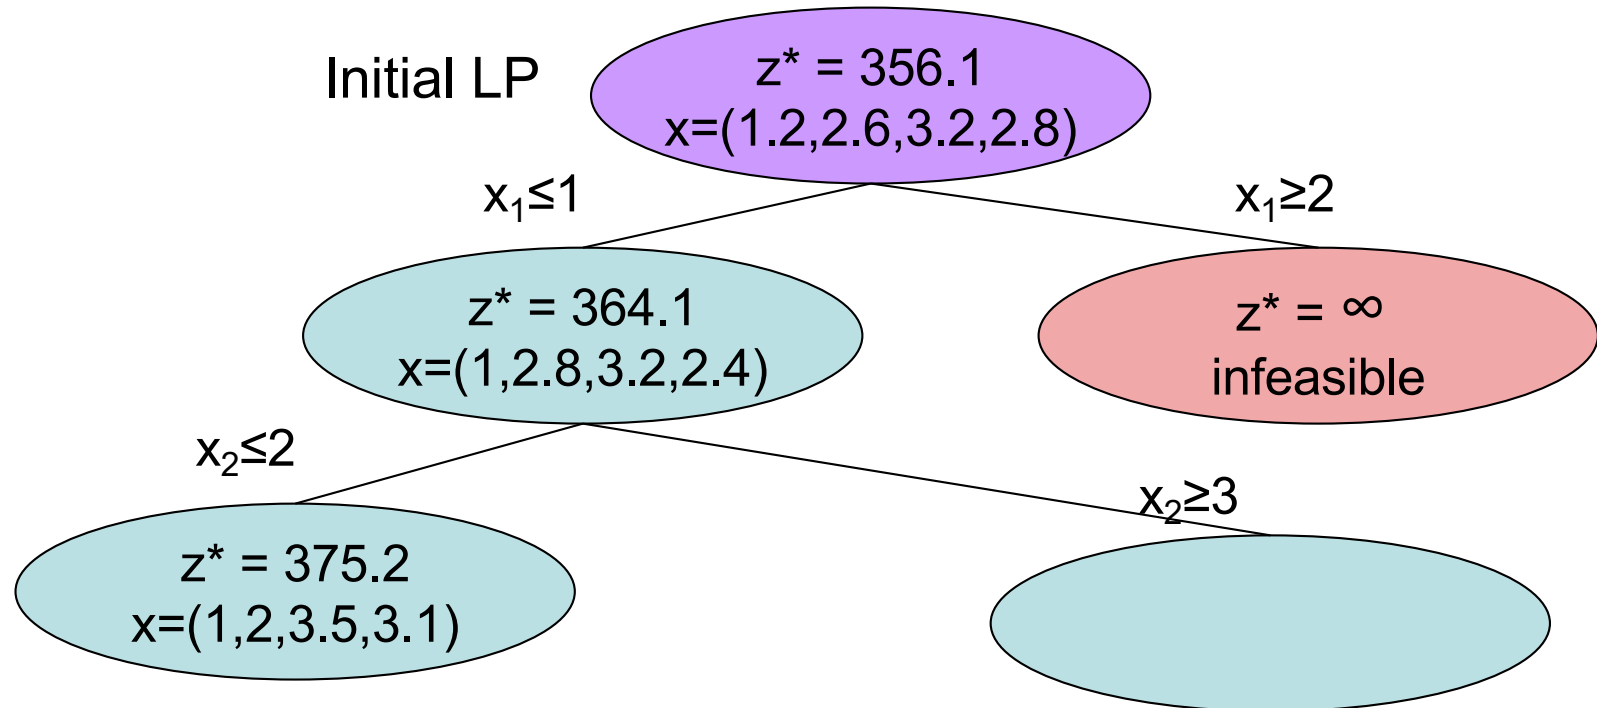 Initial LP
z* = 356.1
x=(1.2,2.6,3.2,2.8)
x₁≤1
x₁≥2
z* = 364.1
x=(1,2.8,3.2,2.4)
z* = ∞
infeasible
x₂≤2
x₂≥3
z* = 375.2
x=(1,2,3.5,3.1)